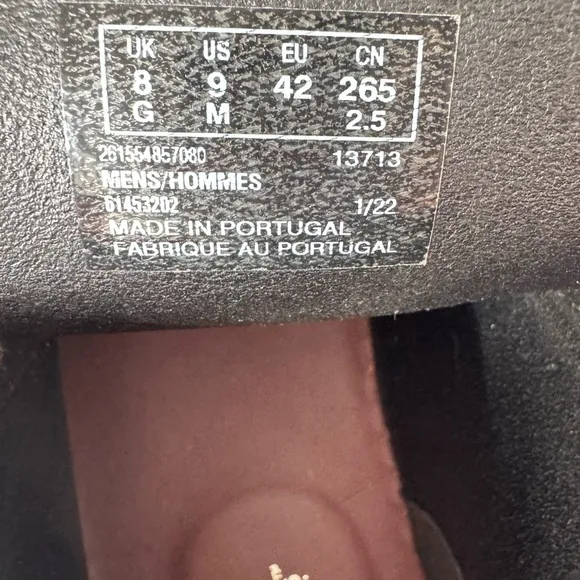 UK US EU CN
8 9 42 265
G M 2.5
261554857080 13713
MENS/HOMMES
61453202 1/22
MADE IN PORTUGAL
FABRIQUE AU PORTUGAL